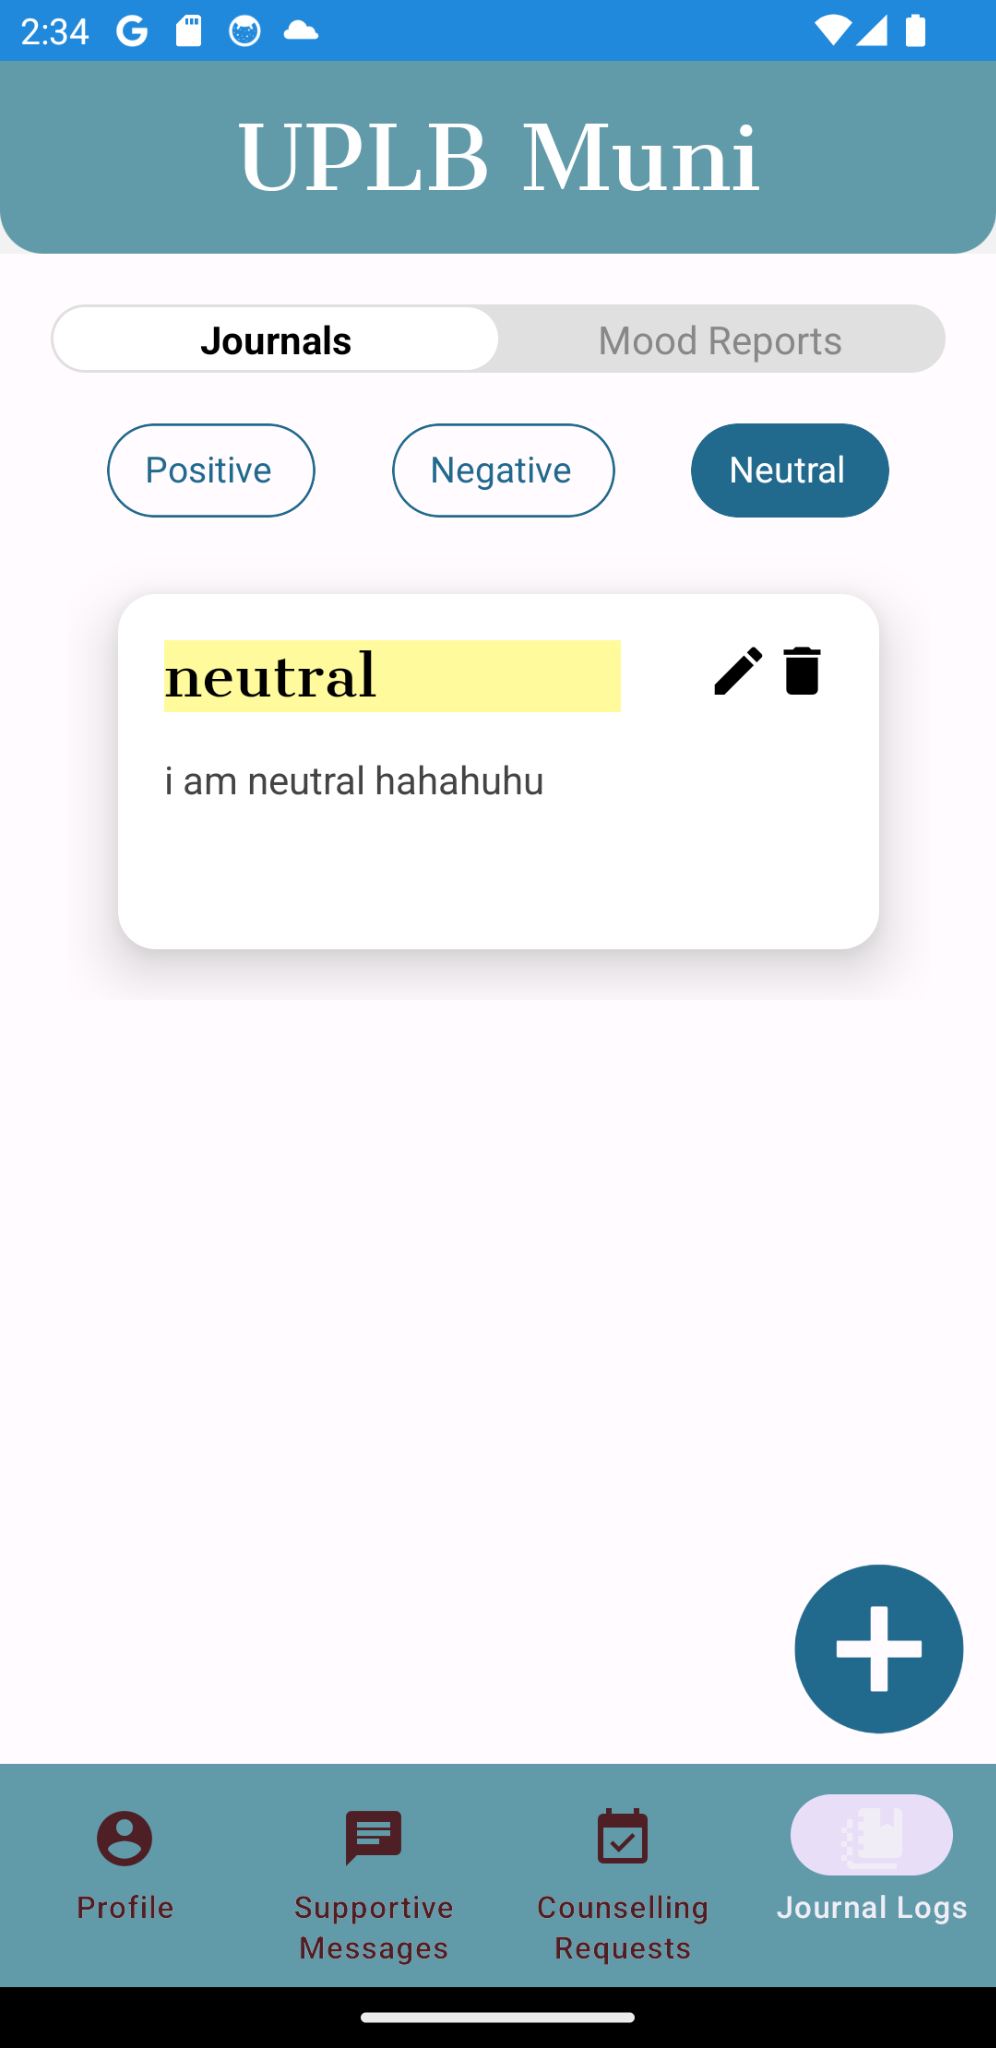 2:34
UPLB Muni
Journals Mood Reports
Positive Negative Neutral
neutral
i am neutral hahahuhu
Profile
Supportive
Messages
Counselling
Requests
Journal Logs